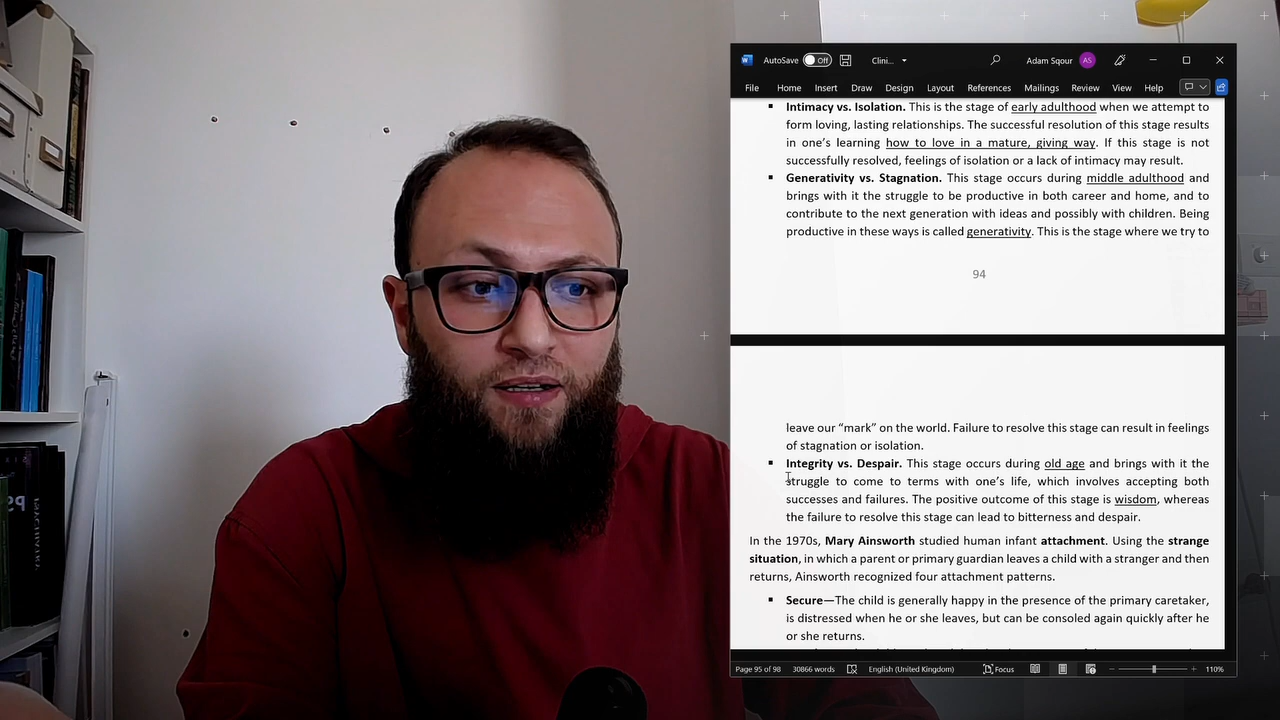 AutoSave
Off
Clini...
Adam Sqour
AS
File
Home
Insert
Draw
Design
Layout
References
Mailings
Review
View
Help
Intimacy vs. Isolation. This is the stage of early adulthood when we attempt to
form loving, lasting relationships. The successful resolution of this stage results
in one’s learning how to love in a mature, giving way. If this stage is not
successfully resolved, feelings of isolation or a lack of intimacy may result.
Generativity vs. Stagnation. This stage occurs during middle adulthood and
brings with it the struggle to be productive in both career and home, and to
contribute to the next generation with ideas and possibly with children. Being
productive in these ways is called generativity. This is the stage where we try to
94
leave our “mark” on the world. Failure to resolve this stage can result in feelings
of stagnation or isolation.
Integrity vs. Despair. This stage occurs during old age and brings with it the
struggle to come to terms with one’s life, which involves accepting both
successes and failures. The positive outcome of this stage is wisdom, whereas
the failure to resolve this stage can lead to bitterness and despair.
In the 1970s, Mary Ainsworth studied human infant attachment. Using the strange
situation, in which a parent or primary guardian leaves a child with a stranger and then
returns, Ainsworth recognized four attachment patterns.
Secure—The child is generally happy in the presence of the primary caretaker,
is distressed when he or she leaves, but can be consoled again quickly after he
or she returns.
Page 95 of 98
30866 words
English (United Kingdom)
Focus
110%